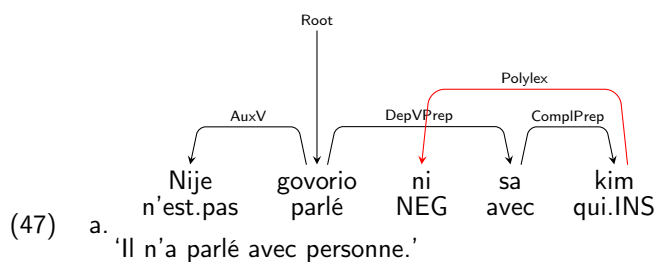 Root
Polylex
AuxV DepVPrep ComplPrep
Nije govorio ni sa kim
n'est.pas parlé NEG avec qui.INS
(47) a.
‘Il n'a parlé avec personne.’